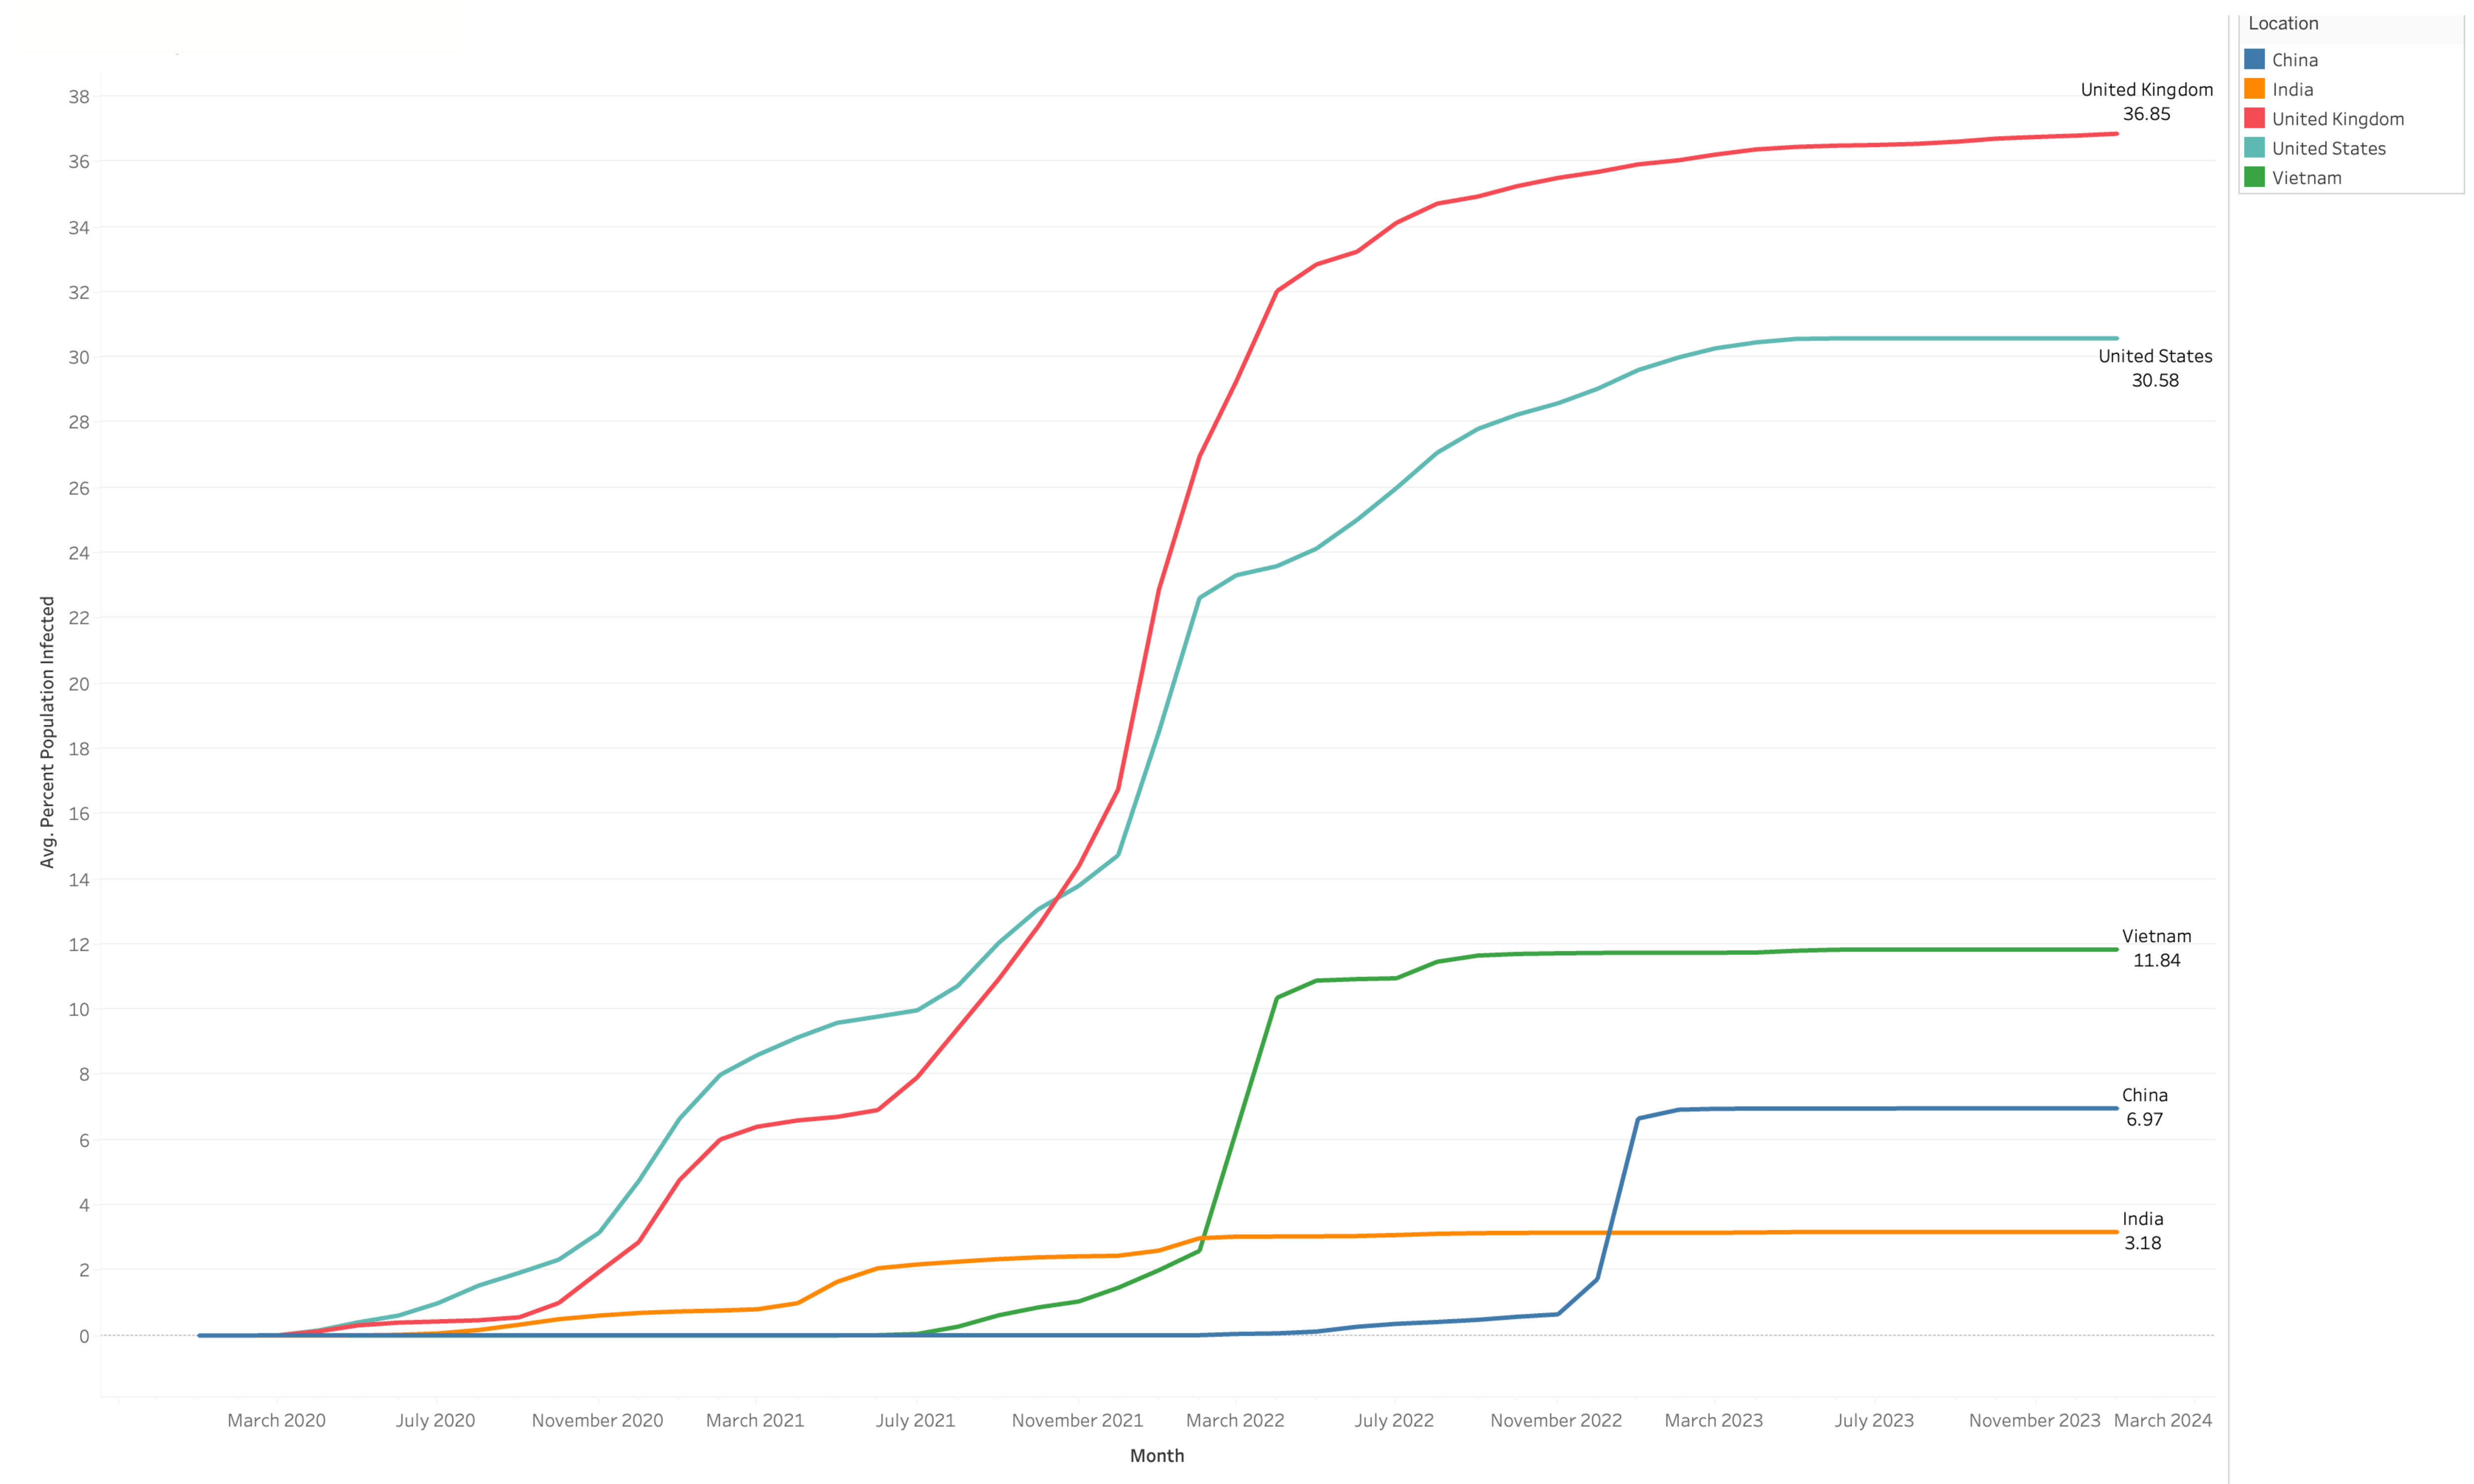 Location
China
India
United Kingdom
United States
Vietnam
Avg. Percent Population Infected
38
36
34
32
30
28
26
24
22
20
18
16
14
12
10
8
6
4
2
0
United Kingdom
36.85
United States
30.58
Vietnam
11.84
China
6.97
India
3.18
March 2020 July 2020 November 2020 March 2021 July 2021 November 2021 March 2022 July 2022 November 2022 March 2023 July 2023 November 2023 March 2024
Month